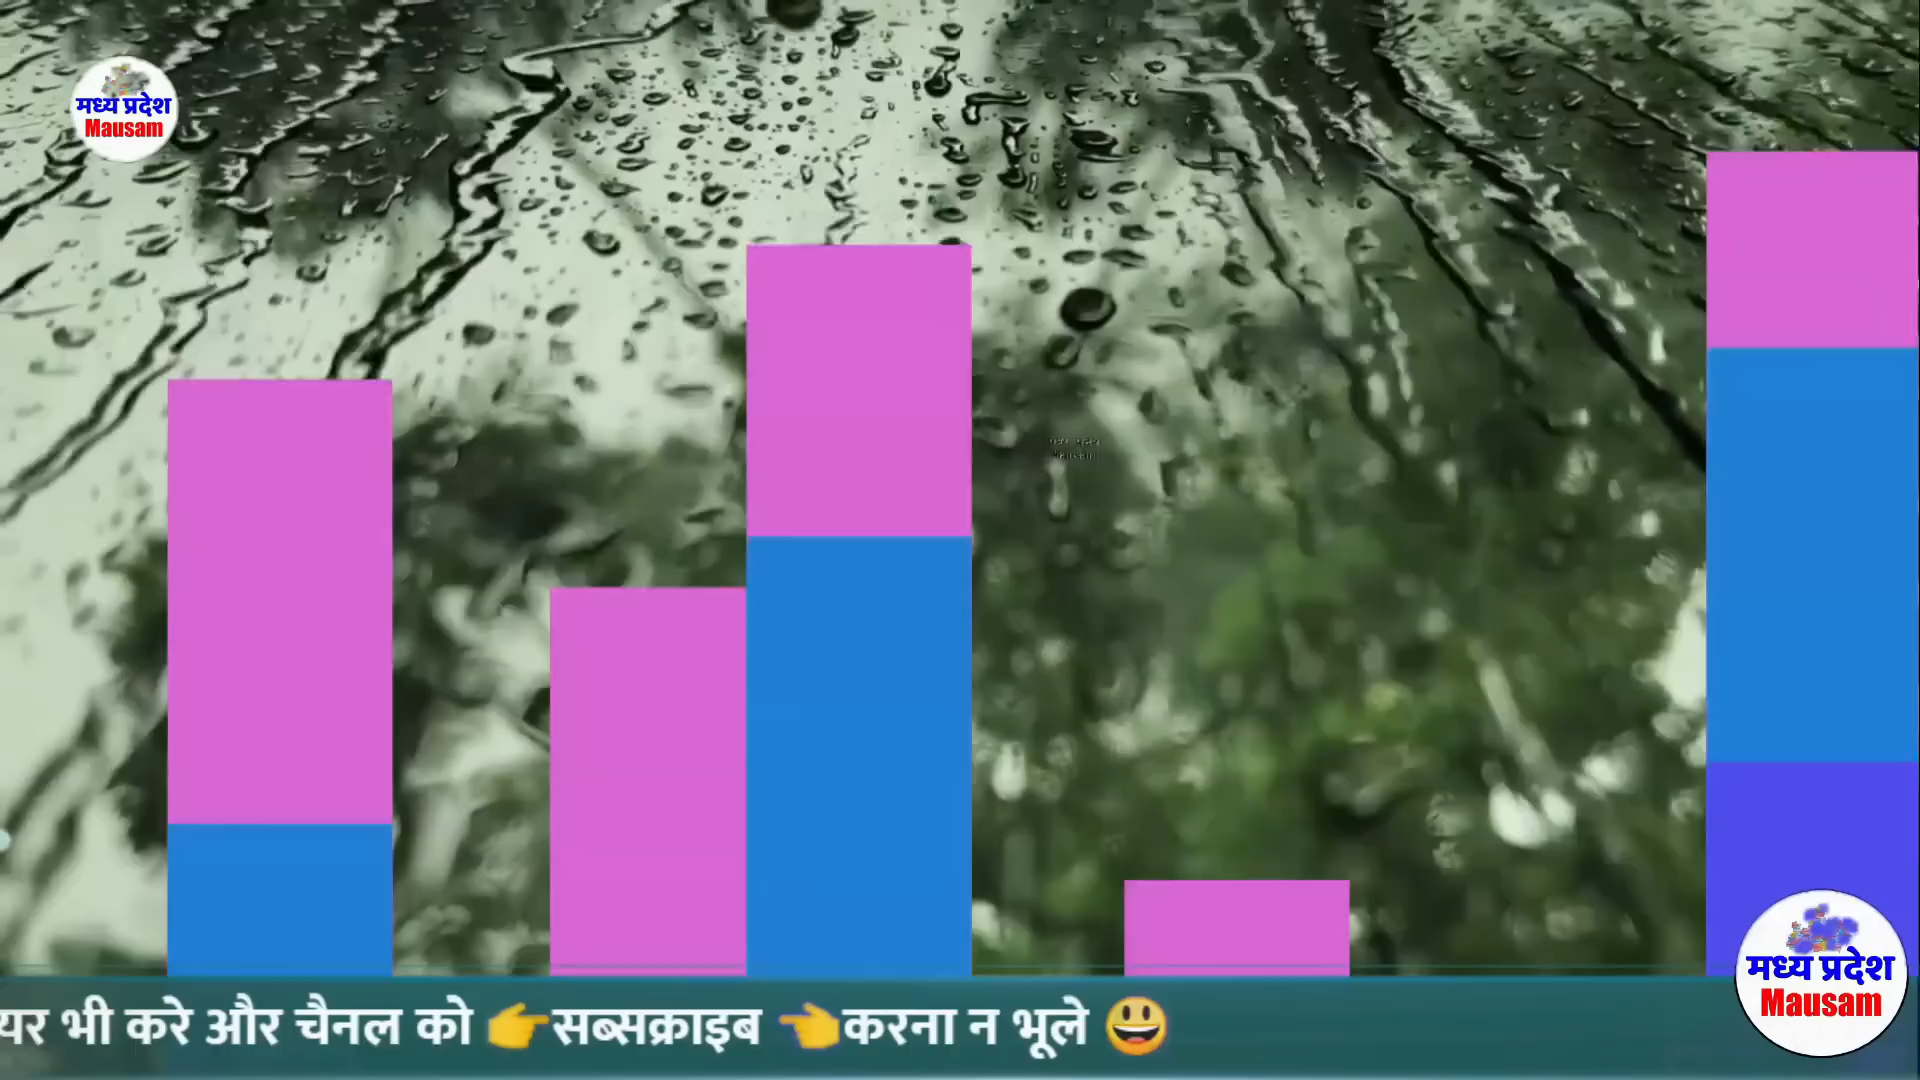 मध्य प्रदेश
Mausam
यर भी करे और चैनल को 👉सब्सक्राइब 👈करना न भूले 😃
मध्य प्रदेश
Mausam